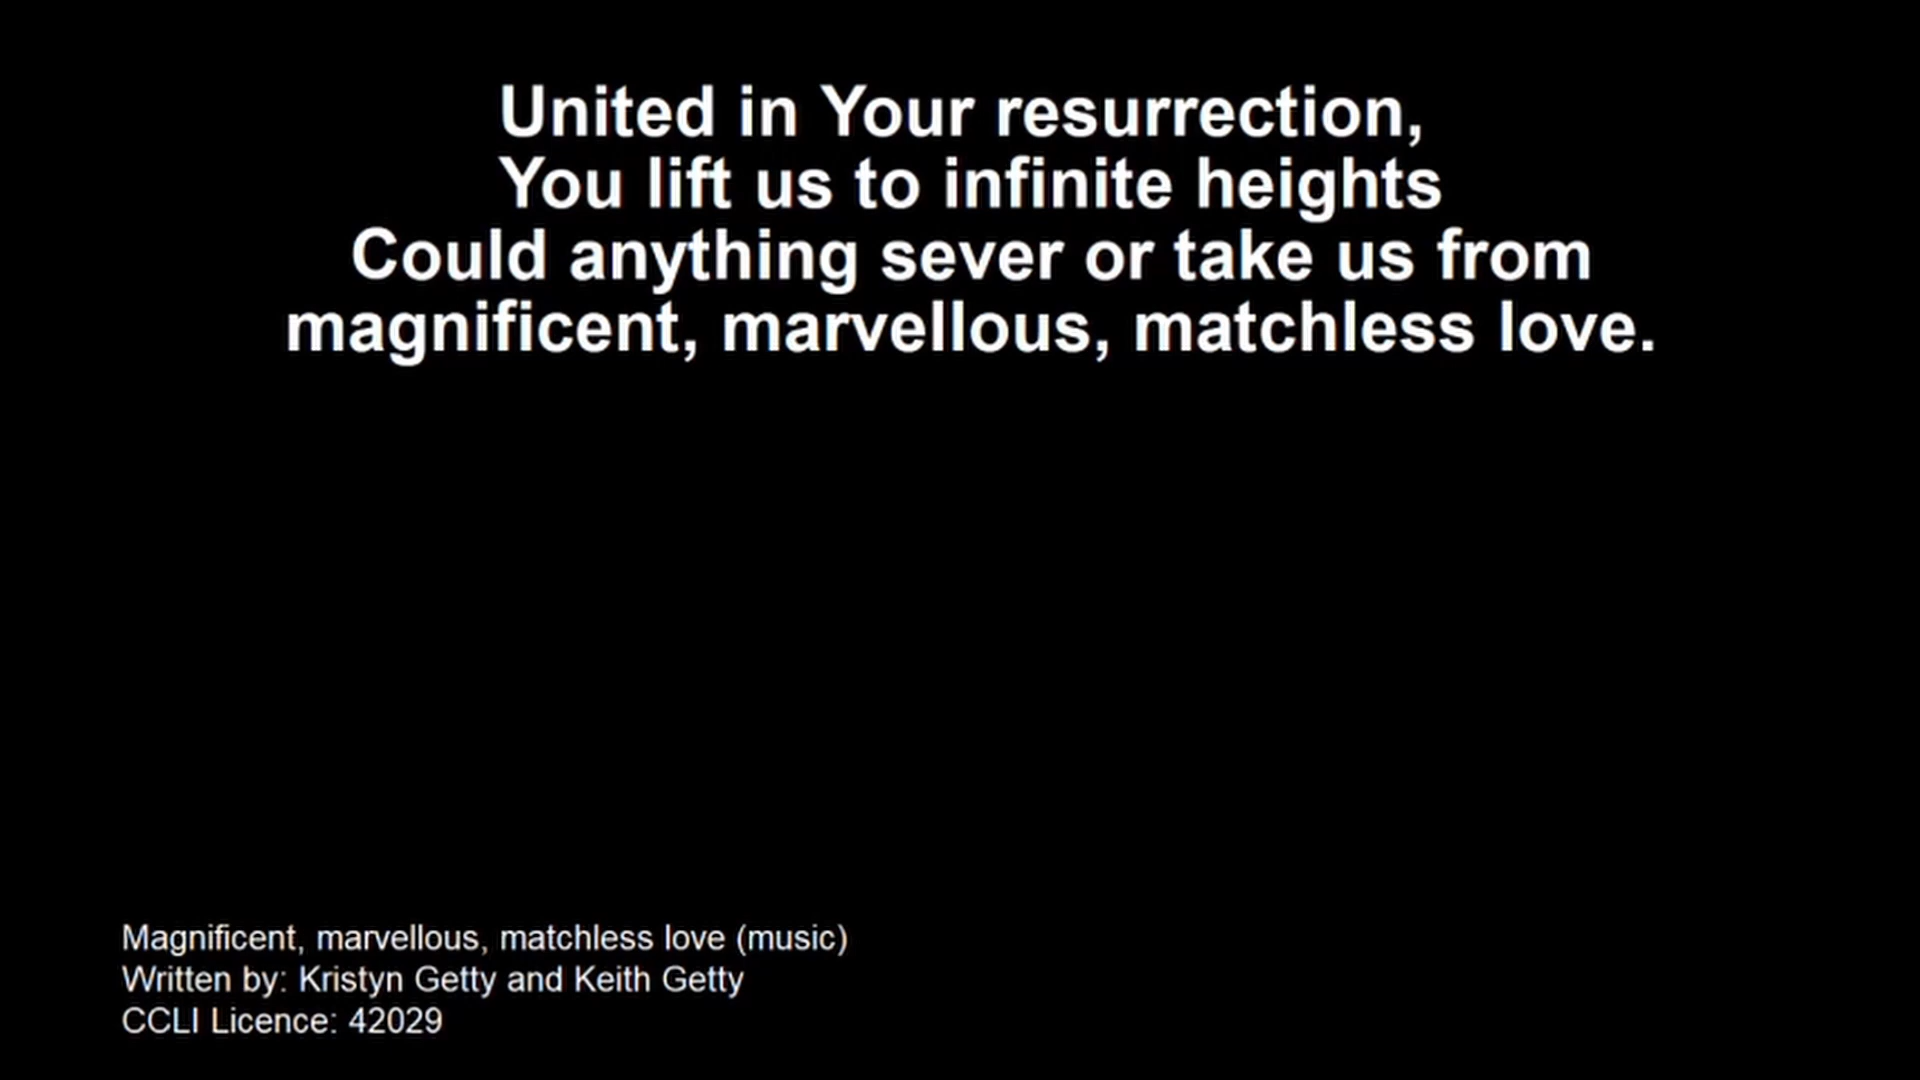 United in Your resurrection,
You lift us to infinite heights
Could anything sever or take us from
magnificent, marvellous, matchless love.
Magnificent, marvellous, matchless love (music)
Written by: Kristyn Getty and Keith Getty
CCLI Licence: 42029